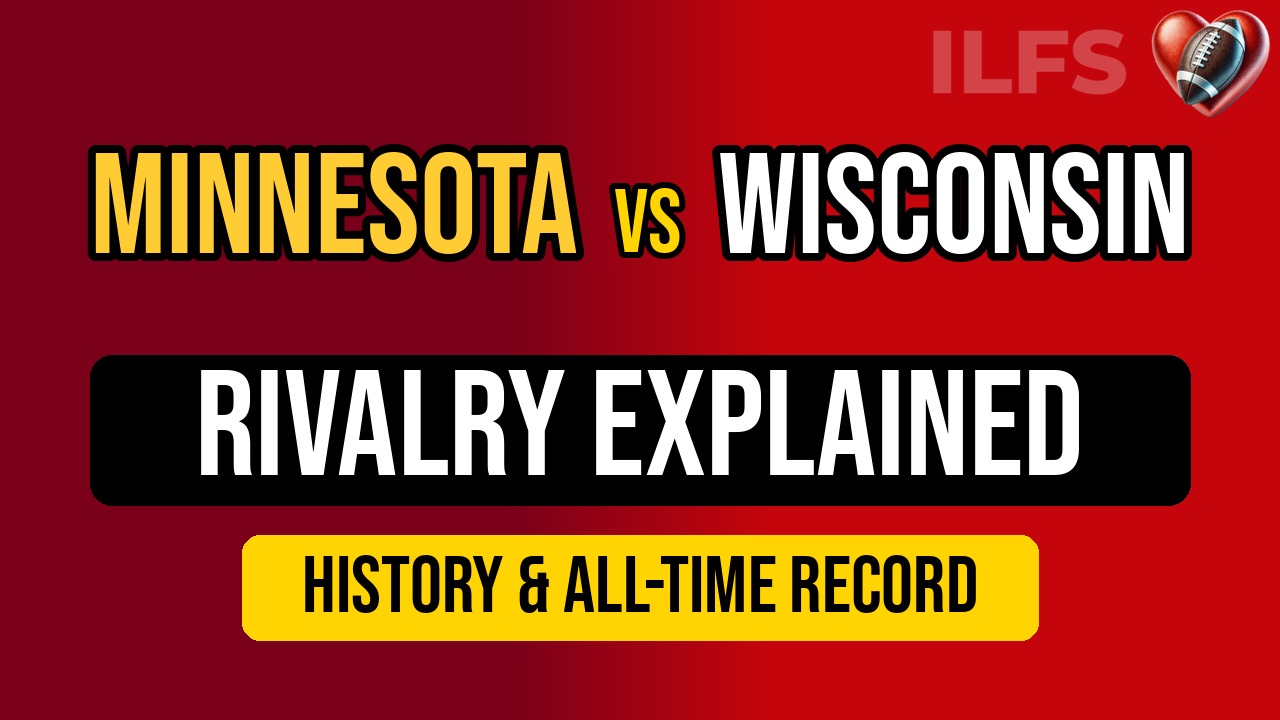 ILFS
MINNESOTA VS WISCONSIN
RIVALRY EXPLAINED
HISTORY & ALL-TIME RECORD